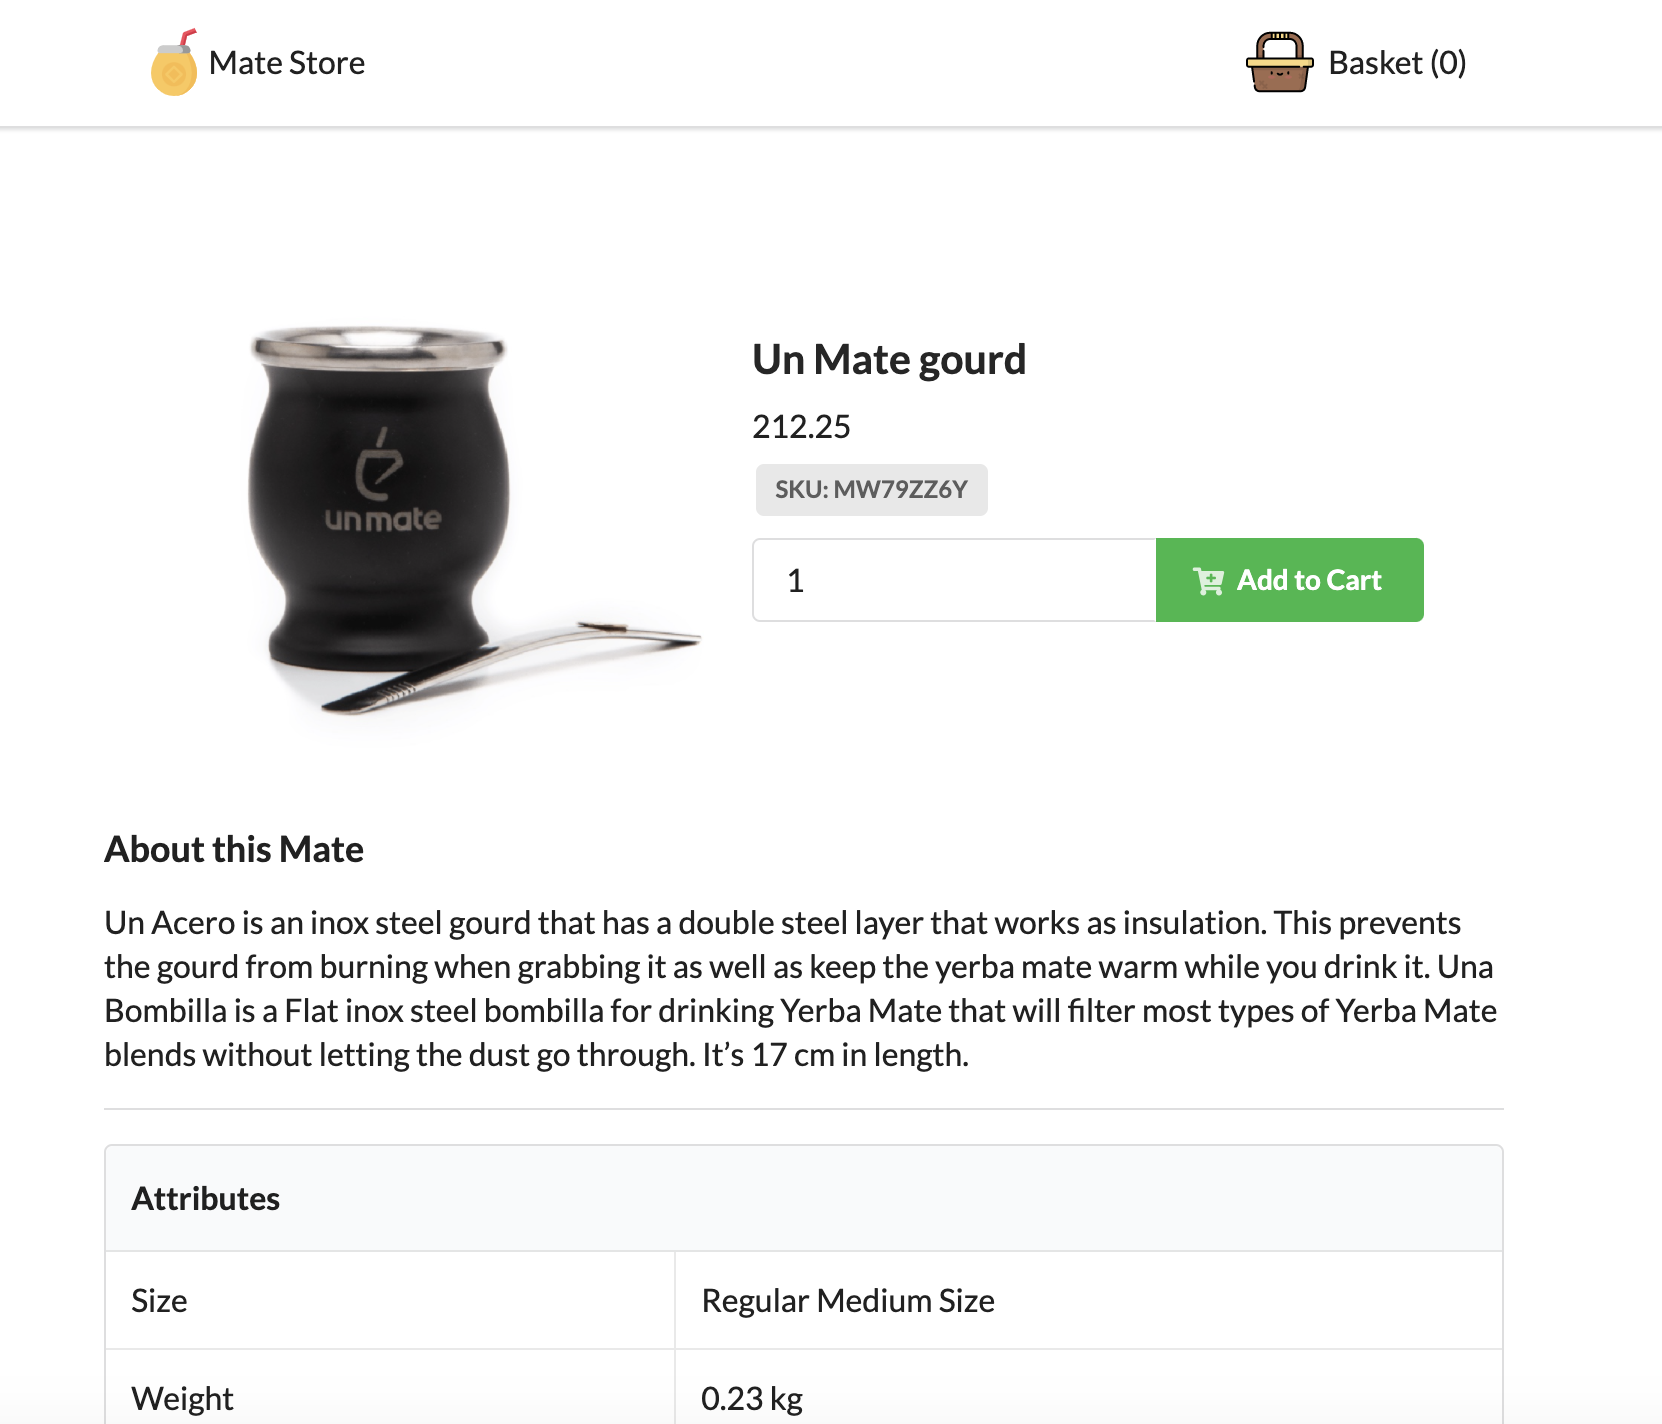 Mate Store
Basket (0)
unmate
Un Mate gourd
212.25
SKU: MW79ZZ6Y
1
Add to Cart
About this Mate
Un Acero is an inox steel gourd that has a double steel layer that works as insulation. This prevents
the gourd from burning when grabbing it as well as keep the yerba mate warm while you drink it. Una
Bombilla is a Flat inox steel bombilla for drinking Yerba Mate that will filter most types of Yerba Mate
blends without letting the dust go through. It’s 17 cm in length.
Attributes
Size
Regular Medium Size
Weight
0.23 kg